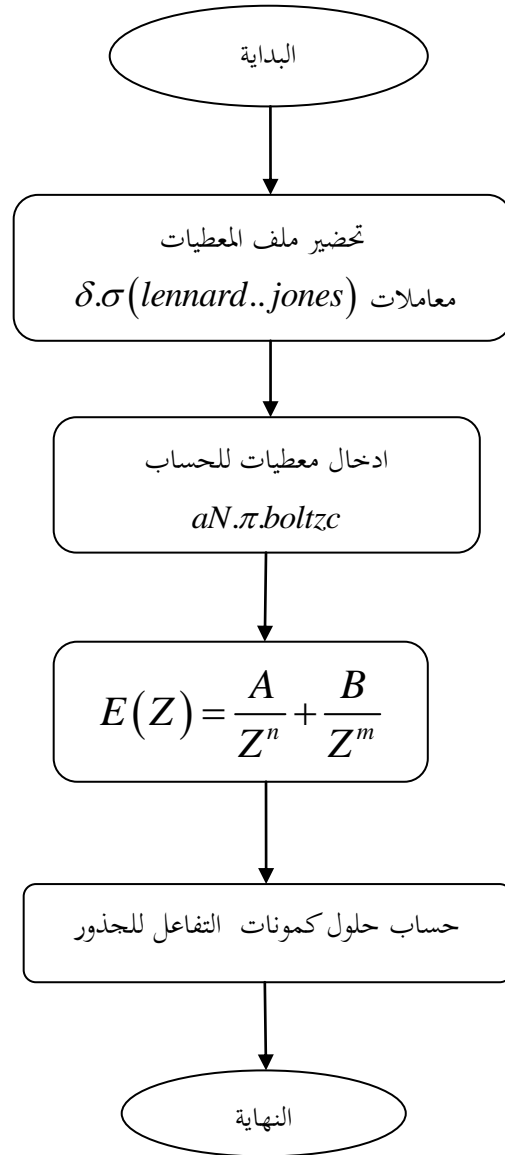 البداية
تحضير ملف المعطيات
معاملات δ.σ(lennard..jones)
ادخال معطيات للحساب
aN.π.boltzc
E(Z) = A/Z^n + B/Z^m
حساب حلول كمونات التفاعل للجذور
النهاية